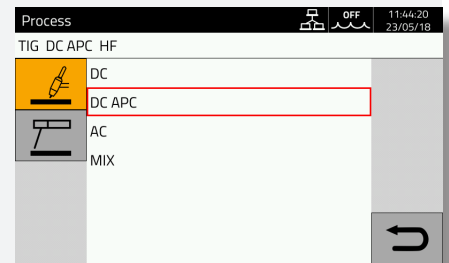 Process
OFF
11:44:20
23/05/18
TIG DC APC HF
DC
DC APC
AC
MIX